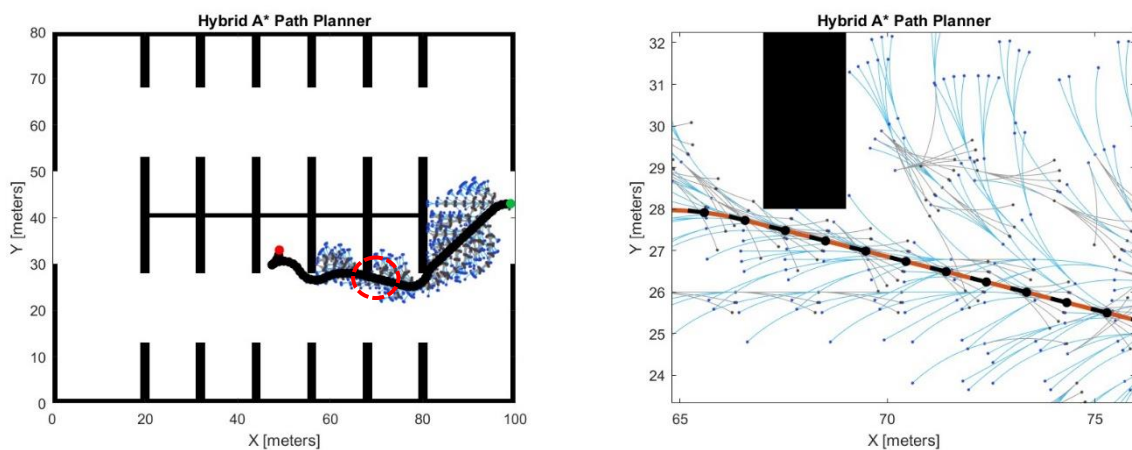 Hybrid A* Path Planner
80
70
60
50
40
30
20
10
0
Y [meters]
0 20 40 60 80 100
X [meters]
Hybrid A* Path Planner
32
31
30
29
28
27
26
25
24
Y [meters]
65 70 75
X [meters]